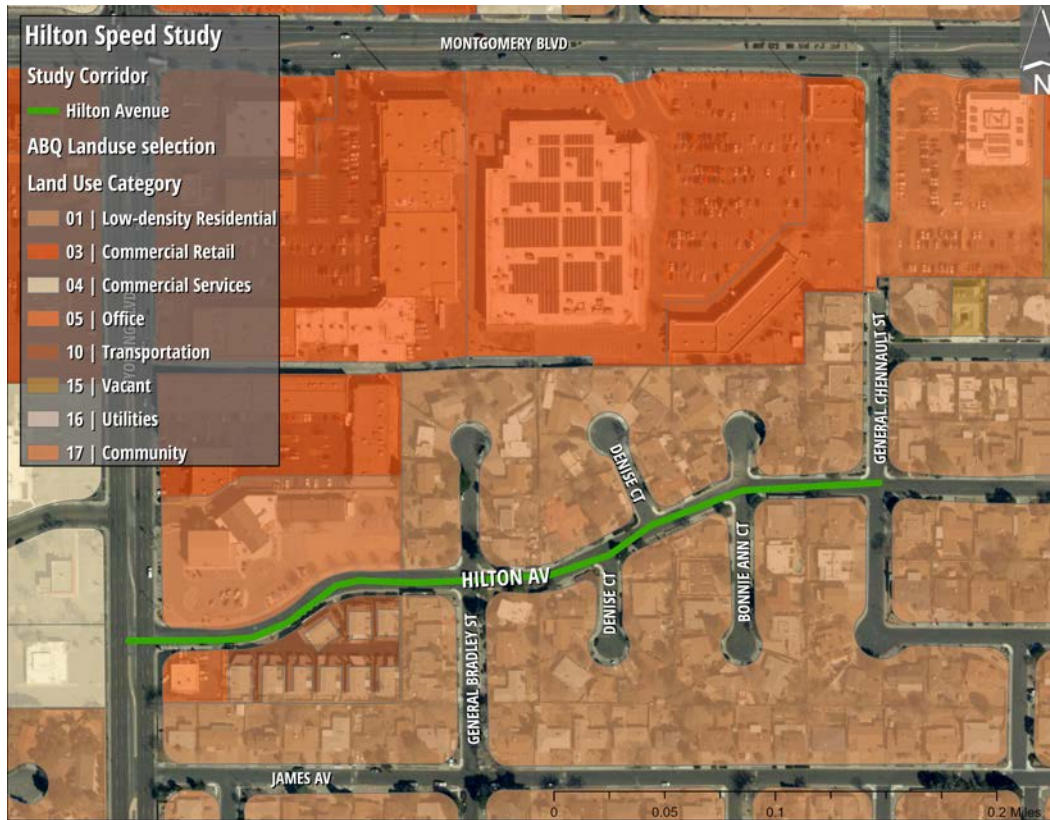 Hilton Speed Study
Study Corridor
Hilton Avenue
ABQ Landuse selection
Land Use Category
01 | Low-density Residential
03 | Commercial Retail
04 | Commercial Services
05 | Office
10 | Transportation
15 | Vacant
16 | Utilities
17 | Community
MONTGOMERY BLVD
N
GENERAL CHENNAULT ST
DENISE CT
BONNIE ANN CT
HILTON AV
DENISE CT
GENERAL BRADLEY ST
JAMES AV
0 0.05 0.1 0.2 Miles